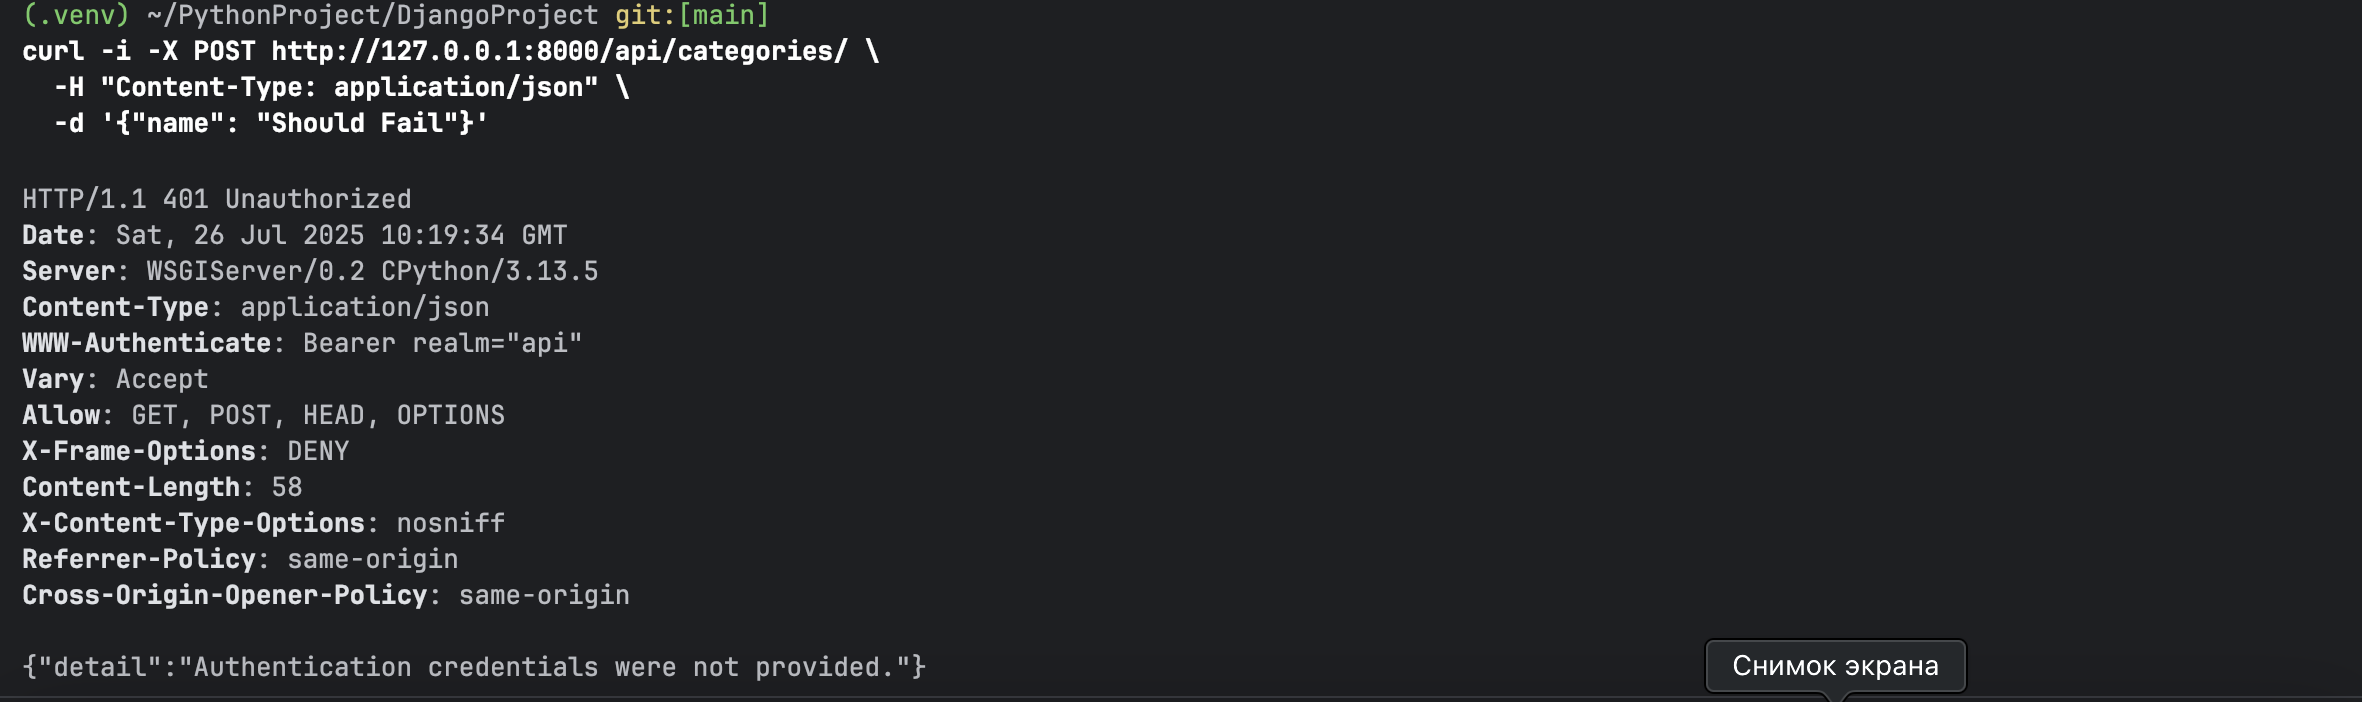 (.venv) ~/PythonProject/DjangoProject git:[main]
curl -i -X POST http://127.0.0.1:8000/api/categories/ \
  -H "Content-Type: application/json" \
  -d '{"name": "Should Fail"}'

HTTP/1.1 401 Unauthorized
Date: Sat, 26 Jul 2025 10:19:34 GMT
Server: WSGIServer/0.2 CPython/3.13.5
Content-Type: application/json
WWW-Authenticate: Bearer realm="api"
Vary: Accept
Allow: GET, POST, HEAD, OPTIONS
X-Frame-Options: DENY
Content-Length: 58
X-Content-Type-Options: nosniff
Referrer-Policy: same-origin
Cross-Origin-Opener-Policy: same-origin

{"detail":"Authentication credentials were not provided."}
Снимок экрана